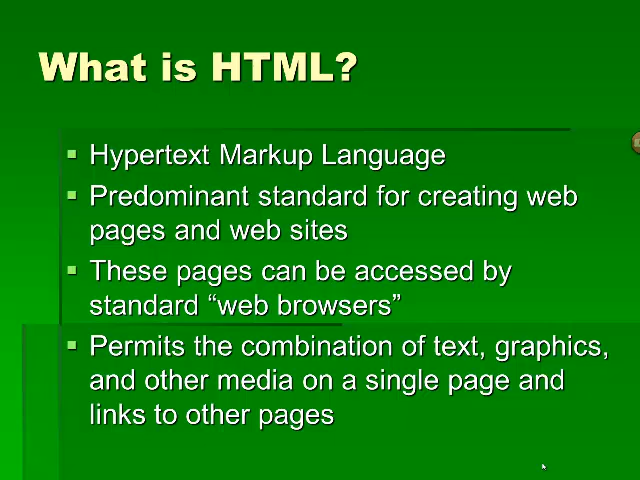 What is HTML?
▪ Hypertext Markup Language
▪ Predominant standard for creating web
pages and web sites
▪ These pages can be accessed by
standard “web browsers”
▪ Permits the combination of text, graphics,
and other media on a single page and
links to other pages